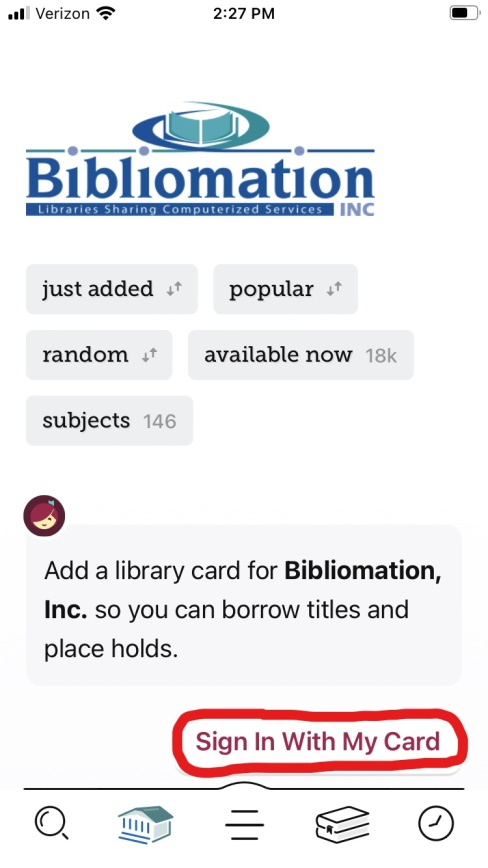 Verizon 2:27 PM
Bibliomation
Libraries Sharing Computerized Services INC
just added popular
random available now 18k
subjects 146
Add a library card for Bibliomation,
Inc. so you can borrow titles and
place holds.
Sign In With My Card